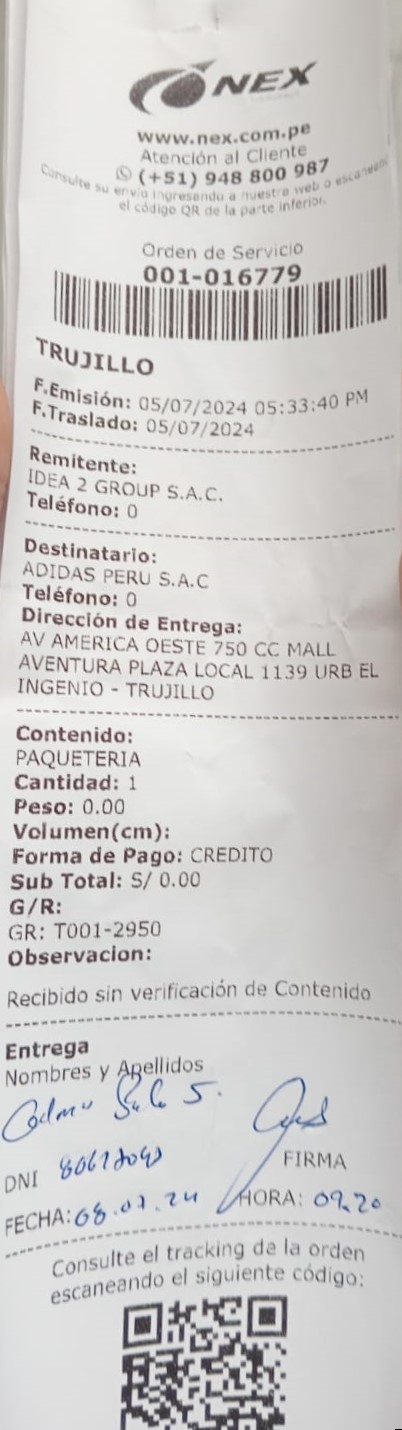 NEX
www.nex.com.pe
Atención al Cliente
(+51) 948 800 987
Consulte su envío ingresando a nuestra web o escaneando
el código QR de la parte inferior.
Orden de Servicio
001-016779
TRUJILLO
F.Emisión: 05/07/2024 05:33:40 PM
F.Traslado: 05/07/2024
Remitente:
IDEA 2 GROUP S.A.C.
Teléfono: 0
Destinatario:
ADIDAS PERU S.A.C
Teléfono: 0
Dirección de Entrega:
AV AMERICA OESTE 750 CC MALL
AVENTURA PLAZA LOCAL 1139 URB EL
INGENIO - TRUJILLO
Contenido:
PAQUETERIA
Cantidad: 1
Peso: 0.00
Volumen(cm):
Forma de Pago: CREDITO
Sub Total: S/ 0.00
G/R:
GR: T001-2950
Observacion:
Recibido sin verificación de Contenido
Entrega
Nombres y Apellidos
DNI
FIRMA
FECHA: 08.07.24 HORA: 09.20
Consulte el tracking de la orden
escaneando el siguiente código: